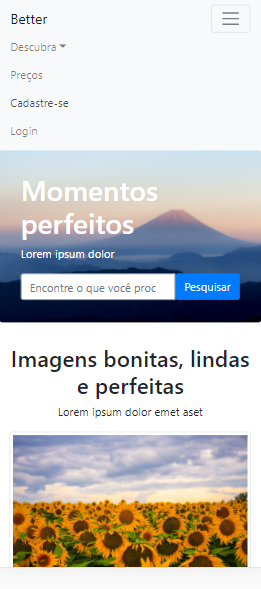 Better
Descubra
Preços
Cadastre-se
Login
Momentos
perfeitos
Lorem ipsum dolor
Encontre o que você proc
Pesquisar
Imagens bonitas, lindas
e perfeitas
Lorem ipsum dolor emet aset